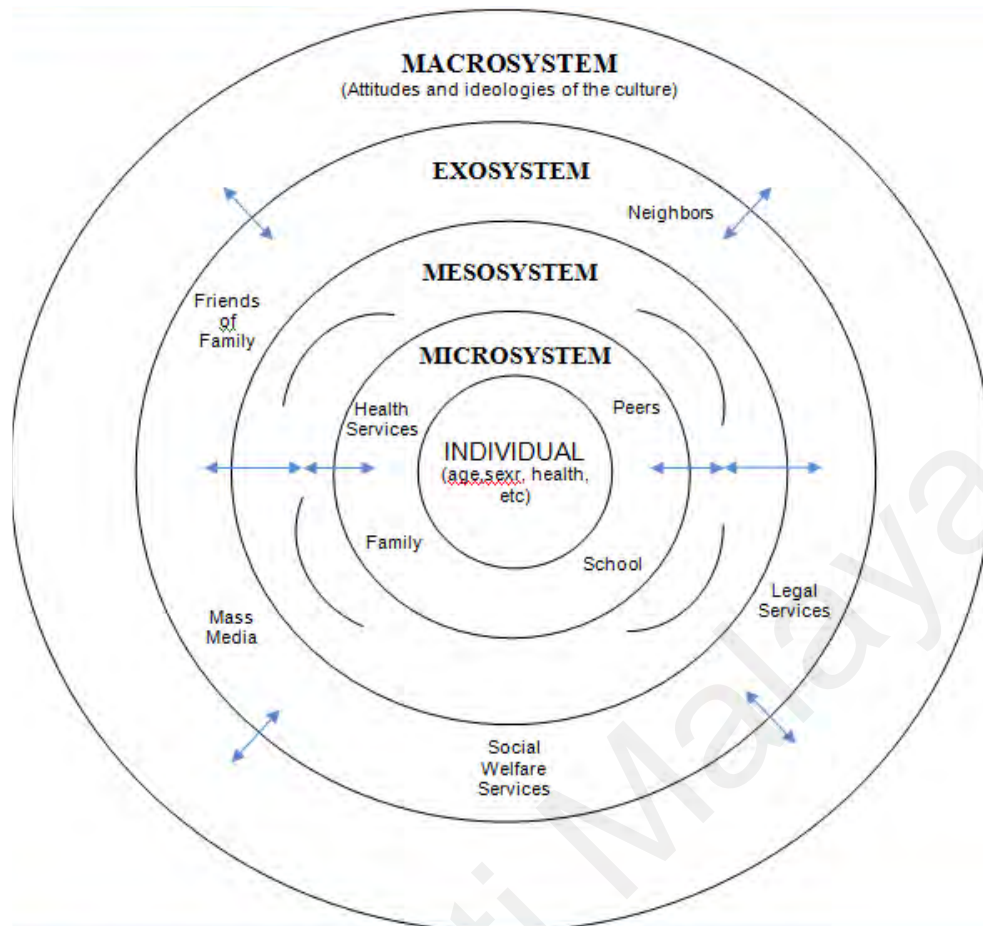 MACROSYSTEM
(Attitudes and ideologies of the culture)
EXOSYSTEM
Neighbors
MESOSYSTEM
Friends
of
Family
MICROSYSTEM
Health
Services
Peers
INDIVIDUAL
(age,sexr, health,
etc)
Family
School
Legal
Services
Mass
Media
Social
Welfare
Services
Malaya